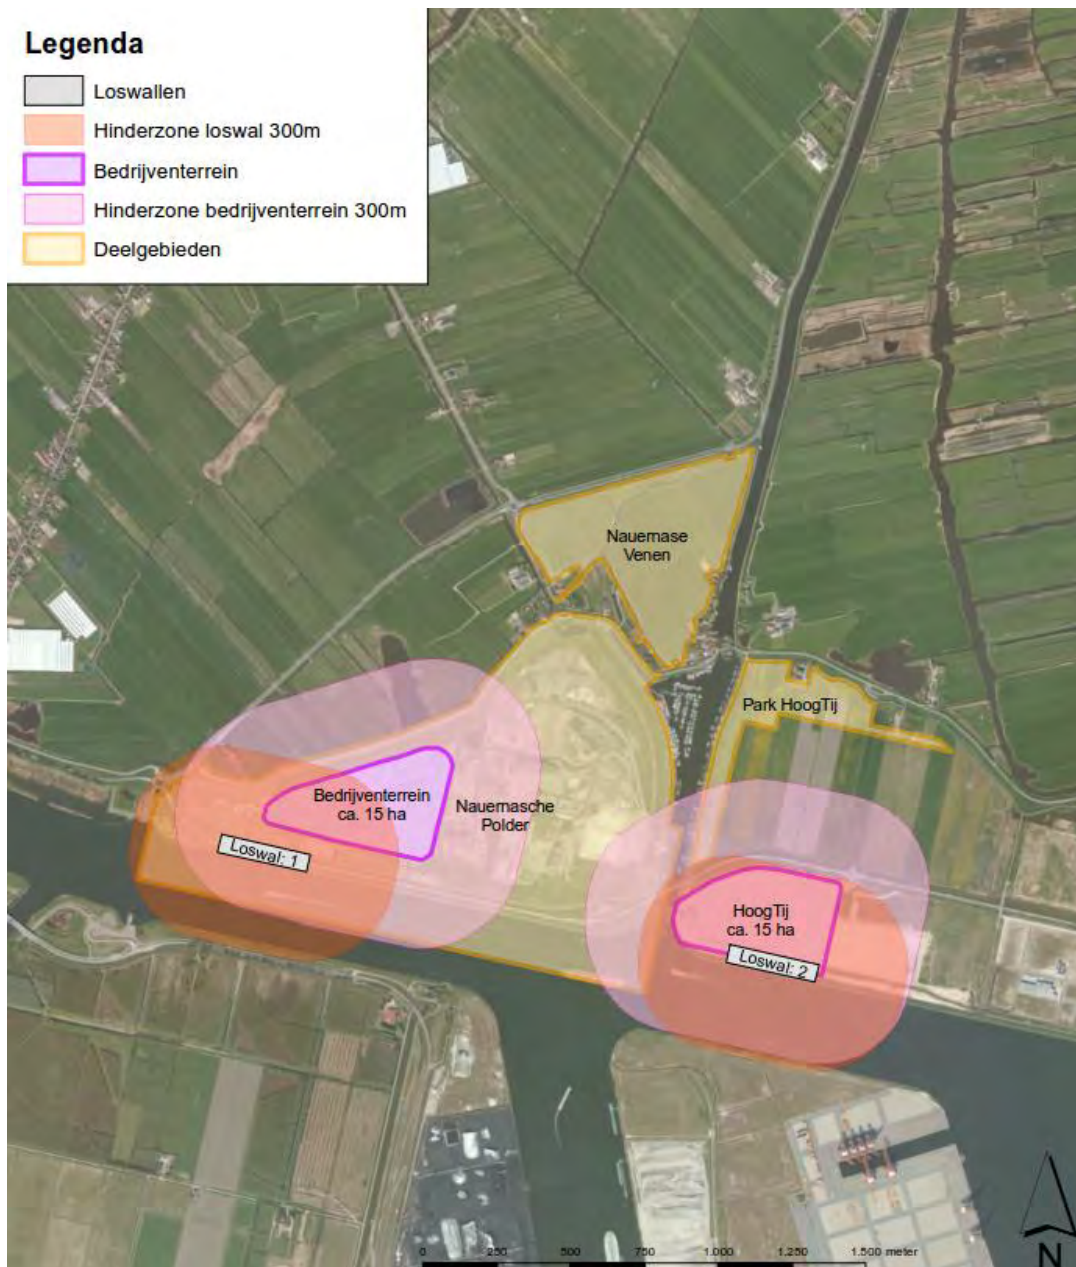 Legenda
Loswallen
Hinderzone loswal 300m
Bedrijventerrein
Hinderzone bedrijventerrein 300m
Deelgebieden
Nauernase
Venen
Park HoogTij
Bedrijventerrein
ca. 15 ha
Nauernasche
Polder
Loswal: 1
HoogTij
ca. 15 ha
Loswal: 2
0 250 500 750 1.000 1.250 1.500 meter
N